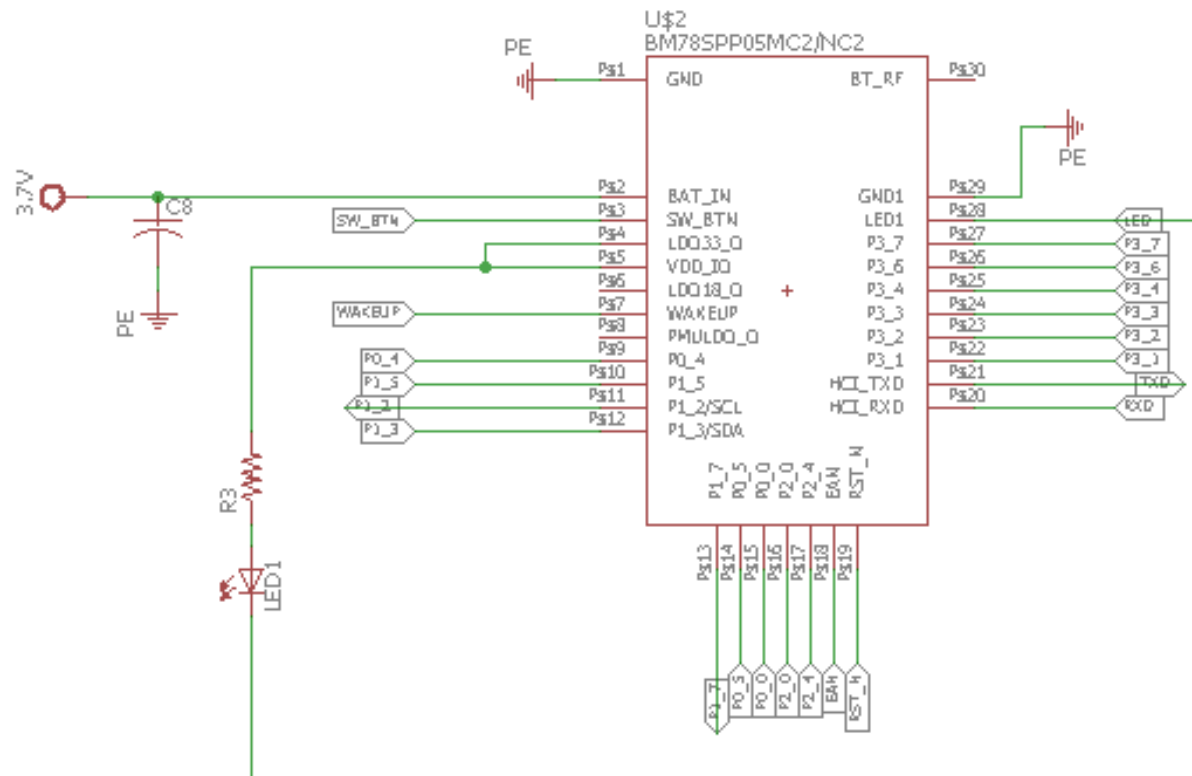 U$2
BM78SPP05MC2/NC2
PE
P$1
GND
BT_RF
P$30
PE
3.7V
C8
PE
P$2
BAT_IN
GND1
P$29
SW_BTN
P$3
SW_BTN
LED1
P$28
LED
P$4
LDO33_O
P3_7
P$27
P3_7
P$5
VDD_IO
P3_6
P$26
P3_6
P$6
LDO18_O
P3_4
P$25
P3_4
WAKEUP
P$7
WAKEUP
P3_3
P$24
P3_3
P$8
PMULDO_O
P3_2
P$23
P3_2
P0_4
P$9
P0_4
P3_1
P$22
P3_1
P1_5
P$10
P1_5
HCI_TXD
P$21
TXD
P1_2
P$11
P1_2/SCL
HCI_RXD
P$20
RXD
P1_3
P$12
P1_3/SDA
P1_7
P0_5
P0_0
P2_0
P2_4
EAN
RST_N
R3
LED1
P$13
P$14
P$15
P$16
P$17
P$18
P$19
P1_7
P0_5
P0_0
P2_0
P2_4
EAN
RST_N